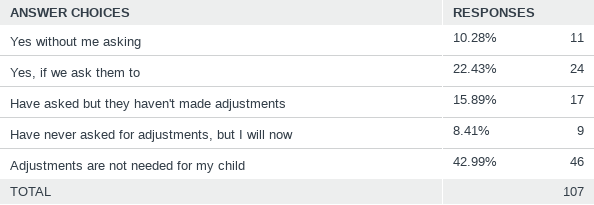 ANSWER CHOICES RESPONSES
Yes without me asking 10.28% 11
Yes, if we ask them to 22.43% 24
Have asked but they haven't made adjustments 15.89% 17
Have never asked for adjustments, but I will now 8.41% 9
Adjustments are not needed for my child 42.99% 46
TOTAL 107